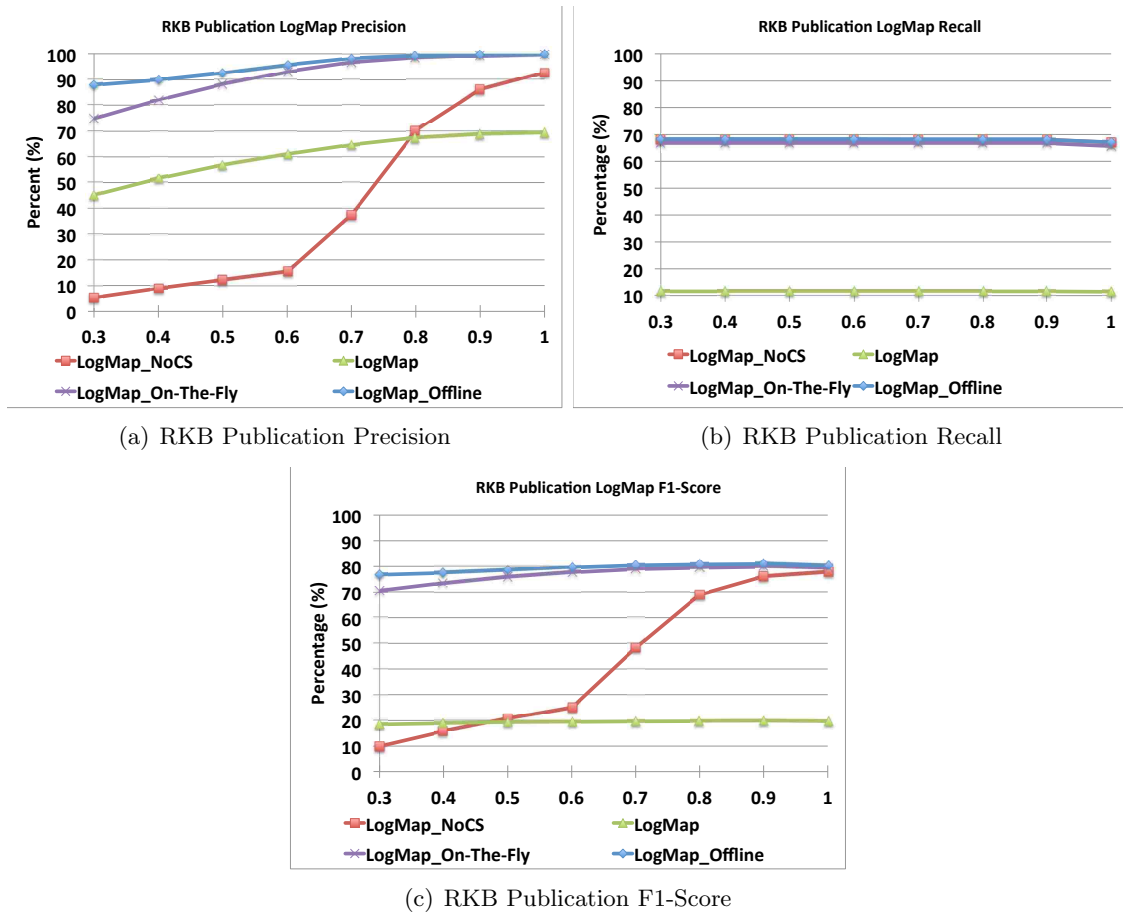 RKB Publication LogMap Precision
Percent (%)
100
90
80
70
60
50
40
30
20
10
0
0.3 0.4 0.5 0.6 0.7 0.8 0.9 1
LogMap_NoCS LogMap
LogMap_On-The-Fly LogMap_Offline
(a) RKB Publication Precision
RKB Publication LogMap Recall
Percentage (%)
100
90
80
70
60
50
40
30
20
10
0.3 0.4 0.5 0.6 0.7 0.8 0.9 1
LogMap_NoCS LogMap
LogMap_On-The-Fly LogMap_Offline
(b) RKB Publication Recall
RKB Publication LogMap F1-Score
Percentage (%)
100
90
80
70
60
50
40
30
20
10
0
0.3 0.4 0.5 0.6 0.7 0.8 0.9 1
LogMap_NoCS LogMap
LogMap_On-The-Fly LogMap_Offline
(c) RKB Publication F1-Score